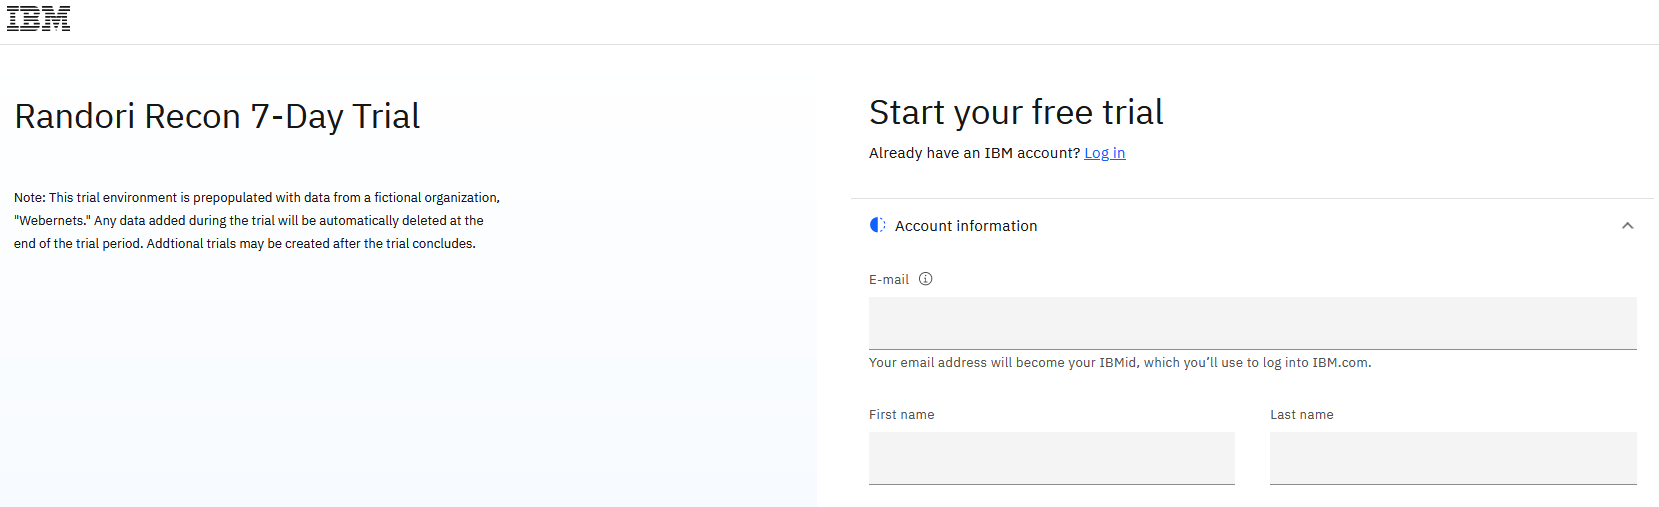 IBM
Randori Recon 7-Day Trial
Note: This trial environment is prepopulated with data from a fictional organization,
"Webernets." Any data added during the trial will be automatically deleted at the
end of the trial period. Addtional trials may be created after the trial concludes.
Start your free trial
Already have an IBM account? Log in
Account information
E-mail
Your email address will become your IBMid, which you’ll use to log into IBM.com.
First name
Last name